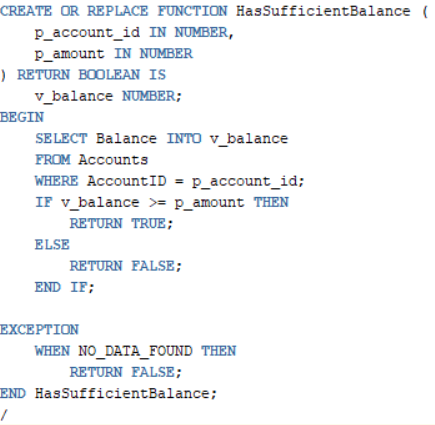 CREATE OR REPLACE FUNCTION HasSufficientBalance (
    p_account_id IN NUMBER,
    p_amount IN NUMBER
) RETURN BOOLEAN IS
    v_balance NUMBER;
BEGIN
    SELECT Balance INTO v_balance
    FROM Accounts
    WHERE AccountID = p_account_id;
    IF v_balance >= p_amount THEN
        RETURN TRUE;
    ELSE
        RETURN FALSE;
    END IF;

EXCEPTION
    WHEN NO_DATA_FOUND THEN
        RETURN FALSE;
END HasSufficientBalance;
/